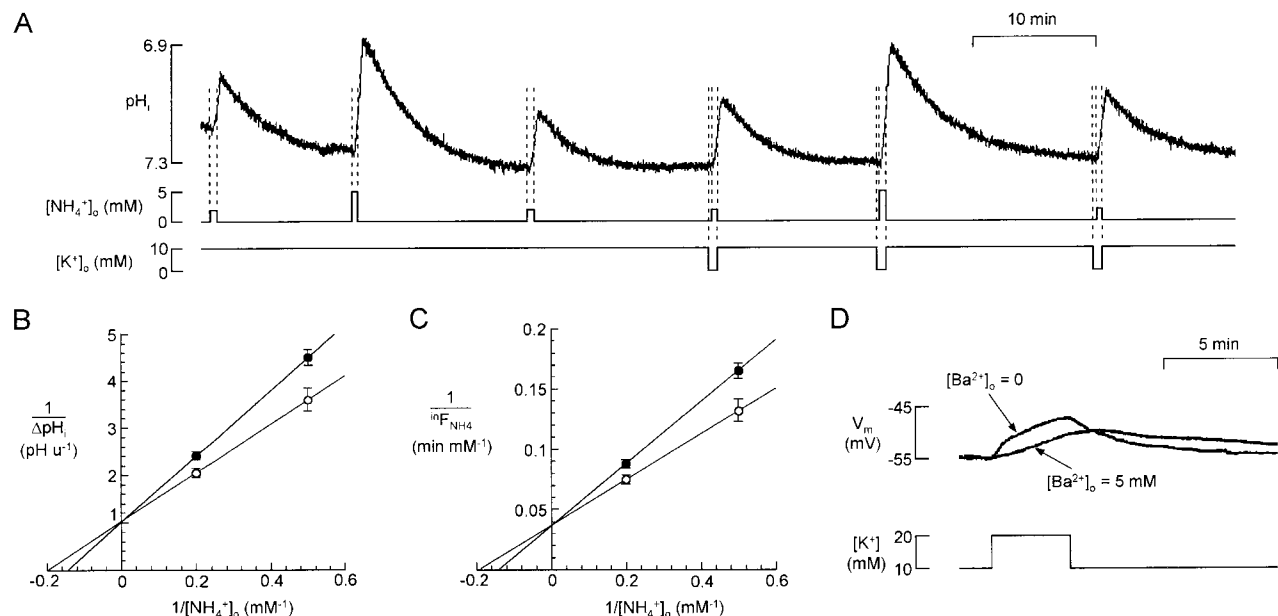 A
10 min
6.9
pHᵢ
7.3
[NH₄⁺]ₒ (mM)
5
0
[K⁺]ₒ (mM)
10
0
B
5
4
3
2
1
1
ΔpHᵢ
(pH u⁻¹)
-0.2
0
0.2
0.4
0.6
1/[NH₄⁺]ₒ (mM⁻¹)
C
0.2
0.15
0.1
0.05
1
ⁱⁿF_NH4
(min mM⁻¹)
-0.2
0
0.2
0.4
0.6
1/[NH₄⁺]ₒ (mM⁻¹)
D
5 min
[Ba²⁺]ₒ = 0
-45
Vₘ
(mV)
-55
[Ba²⁺]ₒ = 5 mM
[K⁺]
(mM)
20
10